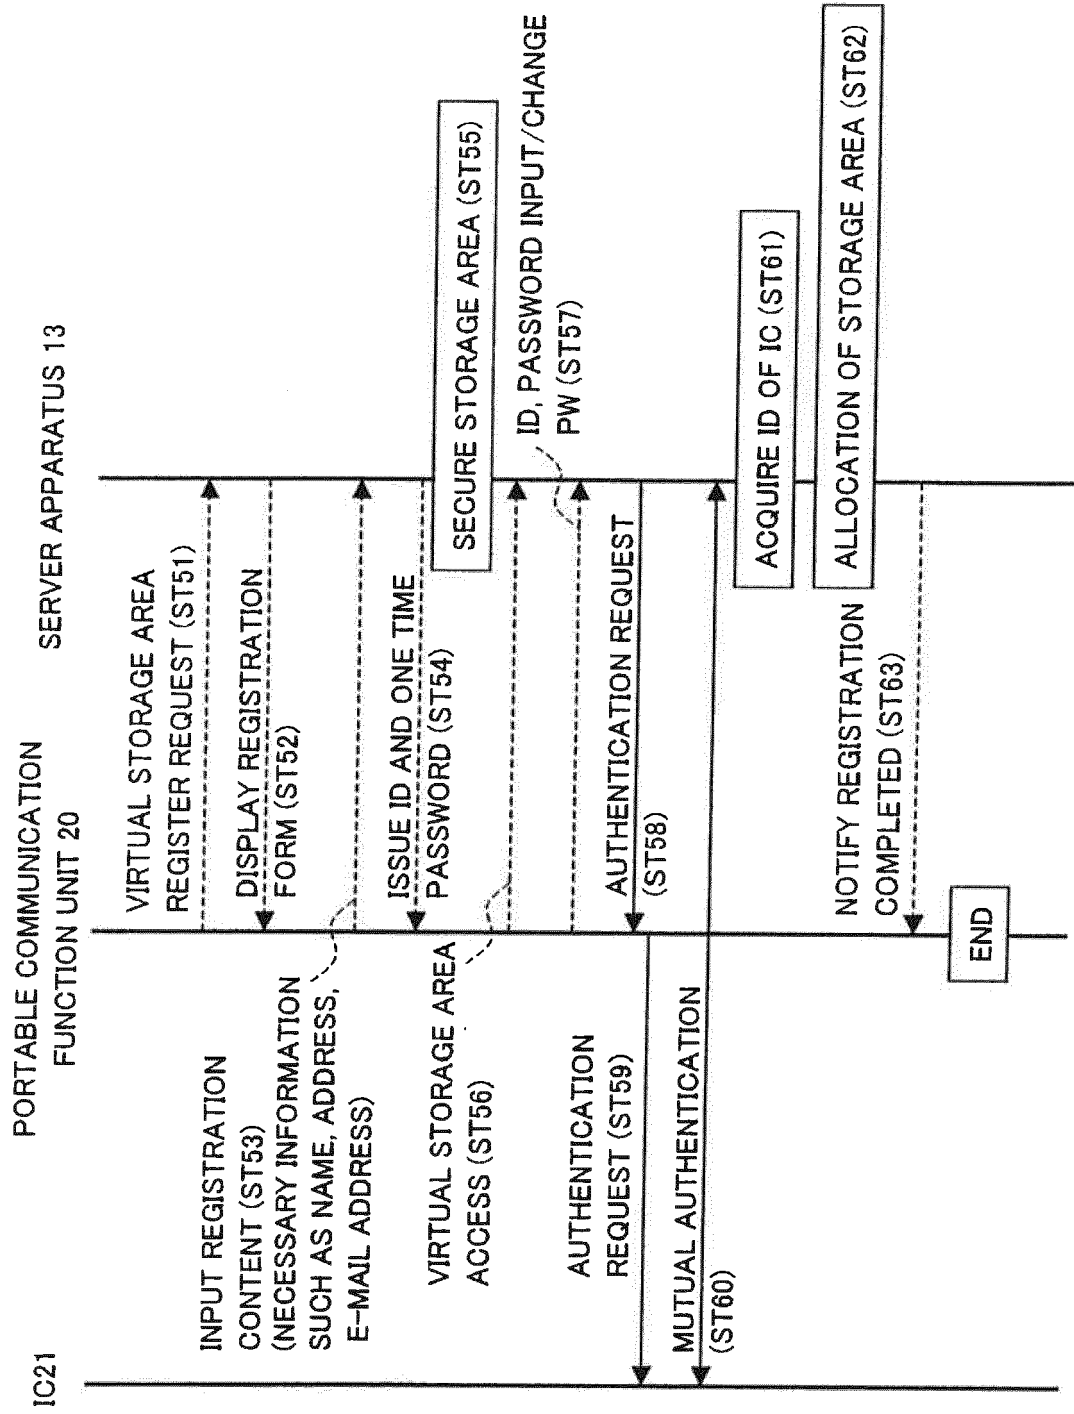 IC21
PORTABLE COMMUNICATION
FUNCTION UNIT 20
SERVER APPARATUS 13
VIRTUAL STORAGE AREA
REGISTER REQUEST (ST51)
DISPLAY REGISTRATION
FORM (ST52)
INPUT REGISTRATION
CONTENT (ST53)
(NECESSARY INFORMATION
SUCH AS NAME, ADDRESS,
E-MAIL ADDRESS)
ISSUE ID AND ONE TIME
PASSWORD (ST54)
SECURE STORAGE AREA (ST55)
VIRTUAL STORAGE AREA
ACCESS (ST56)
ID, PASSWORD INPUT/CHANGE
PW (ST57)
AUTHENTICATION REQUEST
(ST58)
AUTHENTICATION
REQUEST (ST59)
MUTUAL AUTHENTICATION
(ST60)
ACQUIRE ID OF IC (ST61)
ALLOCATION OF STORAGE AREA (ST62)
NOTIFY REGISTRATION
COMPLETED (ST63)
END